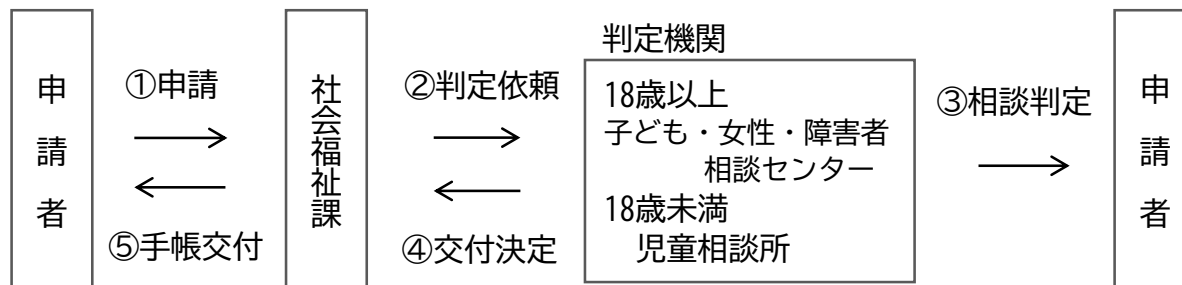 申請者
①申請
⑤手帳交付
社会福祉課
②判定依頼
④交付決定
判定機関
18歳以上
子ども・女性・障害者
相談センター
18歳未満
児童相談所
③相談判定
申請者